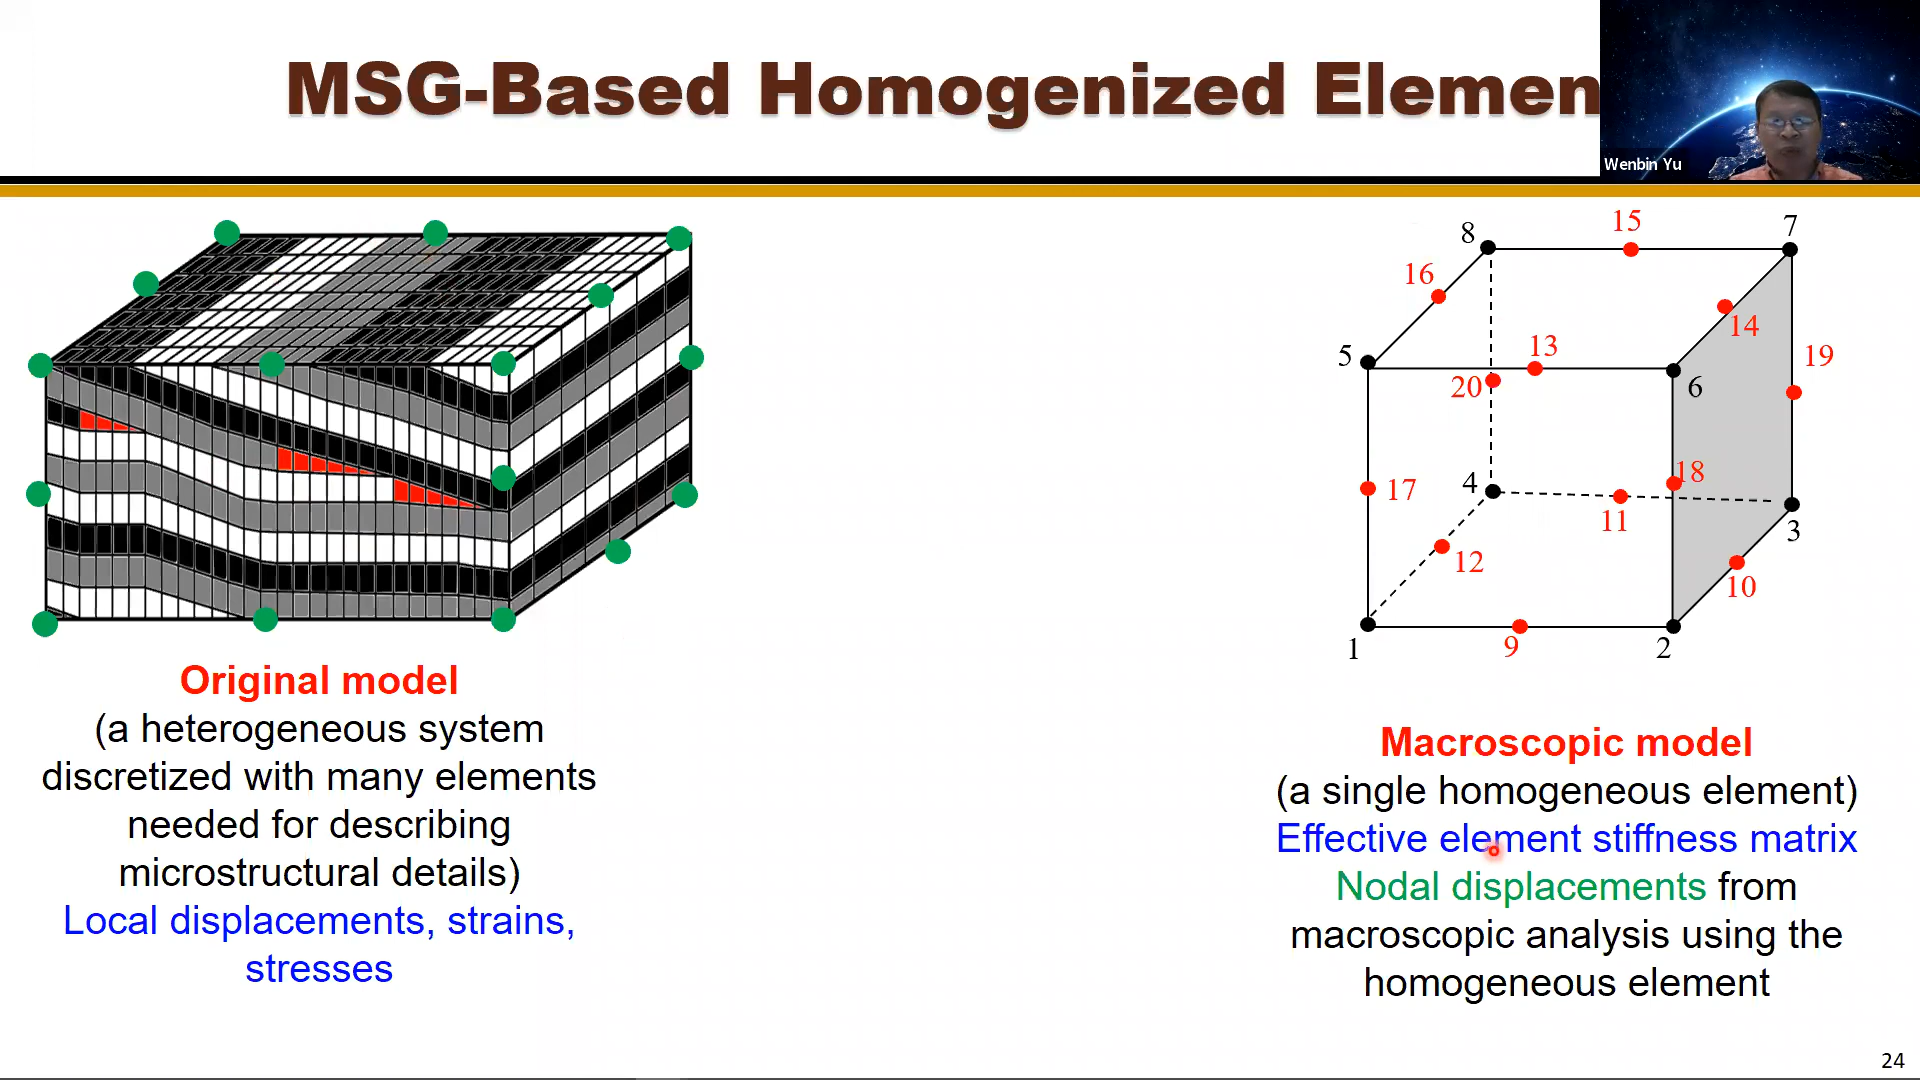 MSG-Based Homogenized Elemen
Wenbin Yu
Original model
(a heterogeneous system
discretized with many elements
needed for describing
microstructural details)
Local displacements, strains,
stresses
8
15
7
16
14
5
13
19
20
6
17
4
18
11
3
12
10
1
9
2
Macroscopic model
(a single homogeneous element)
Effective element stiffness matrix
Nodal displacements from
macroscopic analysis using the
homogeneous element
24